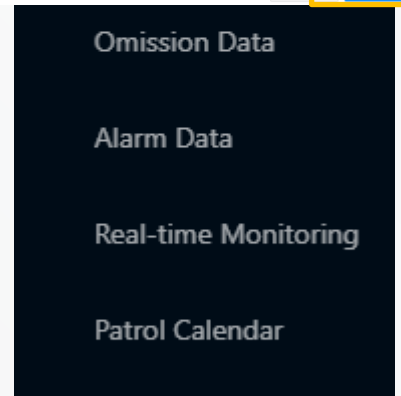 Omission Data
Alarm Data
Real-time Monitoring
Patrol Calendar